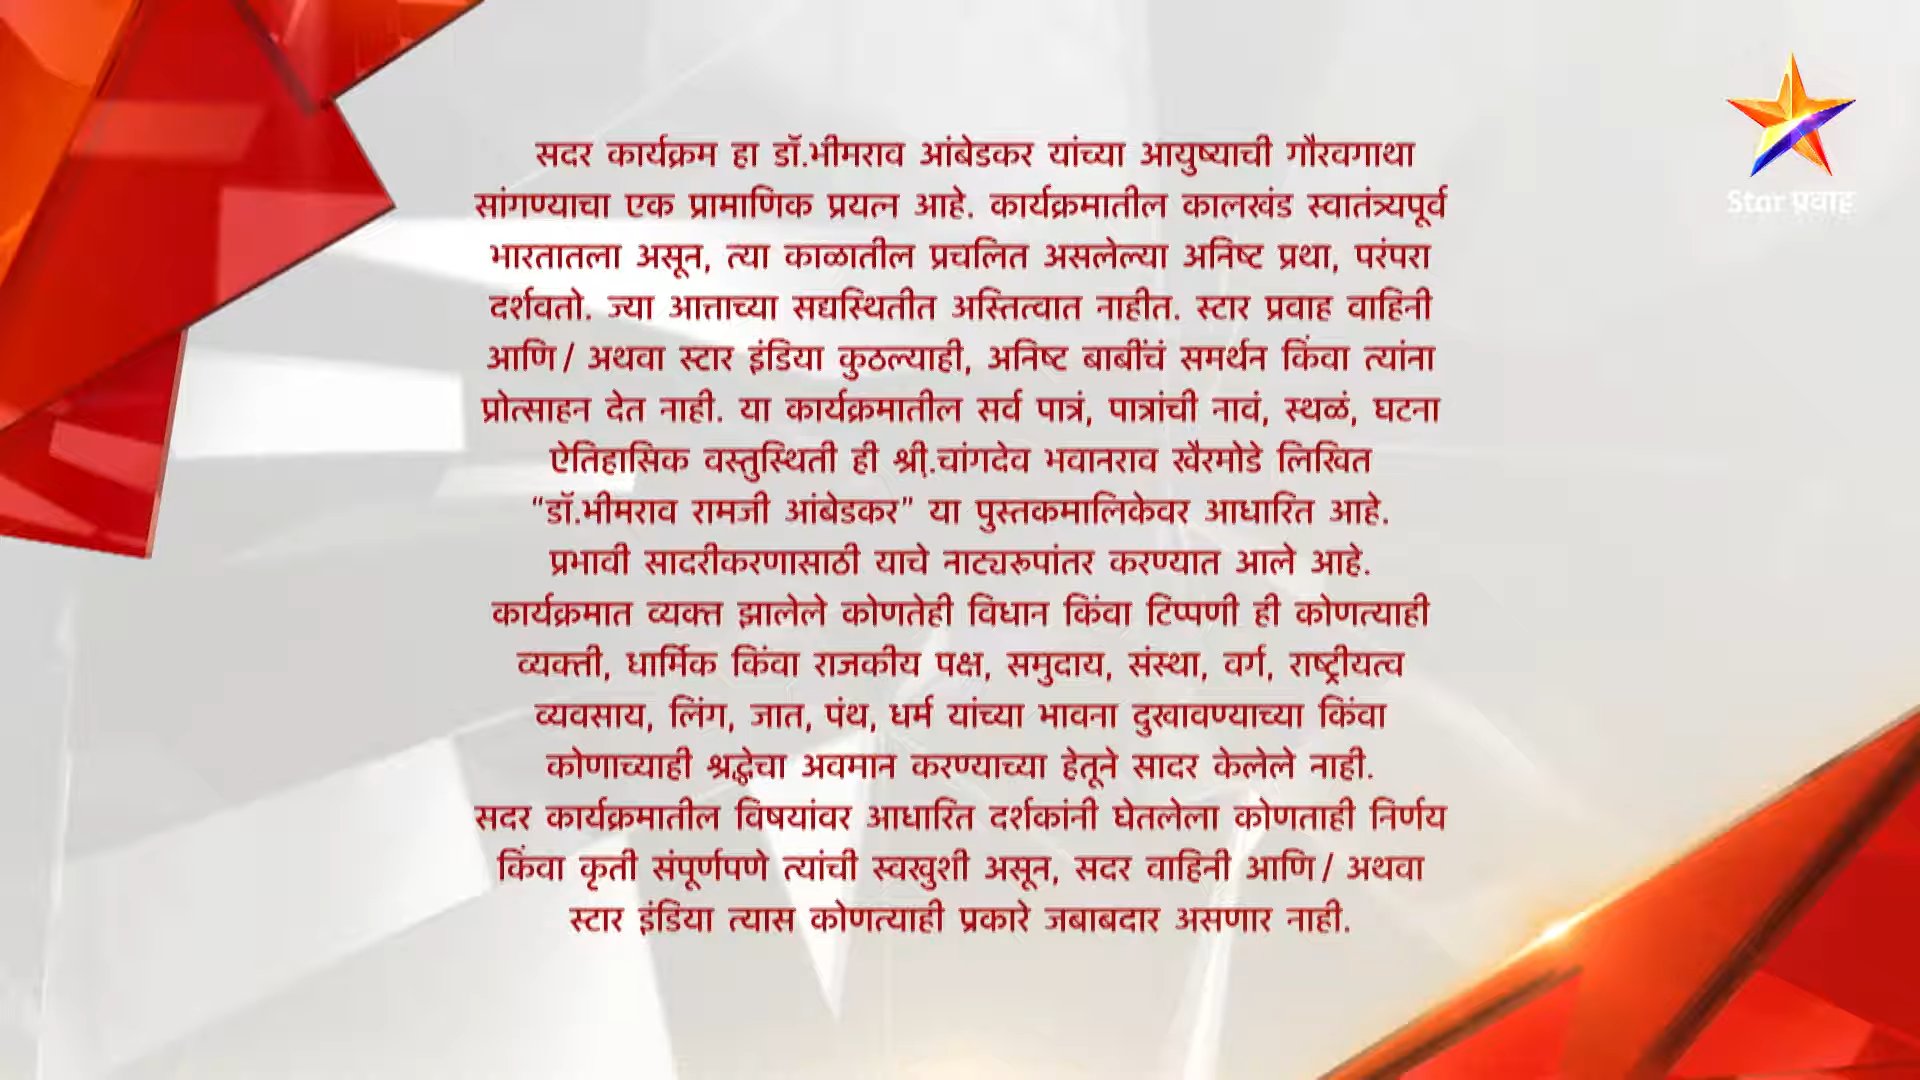 सदर कार्यक्रम हा डॉ.भीमराव आंबेडकर यांच्या आयुष्याची गौरवगाथा
सांगण्याचा एक प्रामाणिक प्रयत्न आहे. कार्यक्रमातील कालखंड स्वातंत्र्यपूर्व
भारतातला असून, त्या काळातील प्रचलित असलेल्या अनिष्ट प्रथा, परंपरा
दर्शवतो. ज्या आत्ताच्या सद्यस्थितीत अस्तित्वात नाहीत. स्टार प्रवाह वाहिनी
आणि/ अथवा स्टार इंडिया कुठल्याही, अनिष्ट बाबींचं समर्थन किंवा त्यांना
प्रोत्साहन देत नाही. या कार्यक्रमातील सर्व पात्रं, पात्रांची नावं, स्थळं, घटना
ऐतिहासिक वस्तुस्थिती ही श्री.चांगदेव भवानराव खैरमोडे लिखित
“डॉ.भीमराव रामजी आंबेडकर” या पुस्तकमालिकेवर आधारित आहे.
प्रभावी सादरीकरणासाठी याचे नाट्यरूपांतर करण्यात आले आहे.
कार्यक्रमात व्यक्त झालेले कोणतेही विधान किंवा टिप्पणी ही कोणत्याही
व्यक्ती, धार्मिक किंवा राजकीय पक्ष, समुदाय, संस्था, वर्ग, राष्ट्रीयत्व
व्यवसाय, लिंग, जात, पंथ, धर्म यांच्या भावना दुखावण्याच्या किंवा
कोणाच्याही श्रद्धेचा अवमान करण्याच्या हेतूने सादर केलेले नाही.
सदर कार्यक्रमातील विषयांवर आधारित दर्शकांनी घेतलेला कोणताही निर्णय
किंवा कृती संपूर्णपणे त्यांची स्वखुशी असून, सदर वाहिनी आणि/ अथवा
स्टार इंडिया त्यास कोणत्याही प्रकारे जबाबदार असणार नाही.
Star प्रवाह